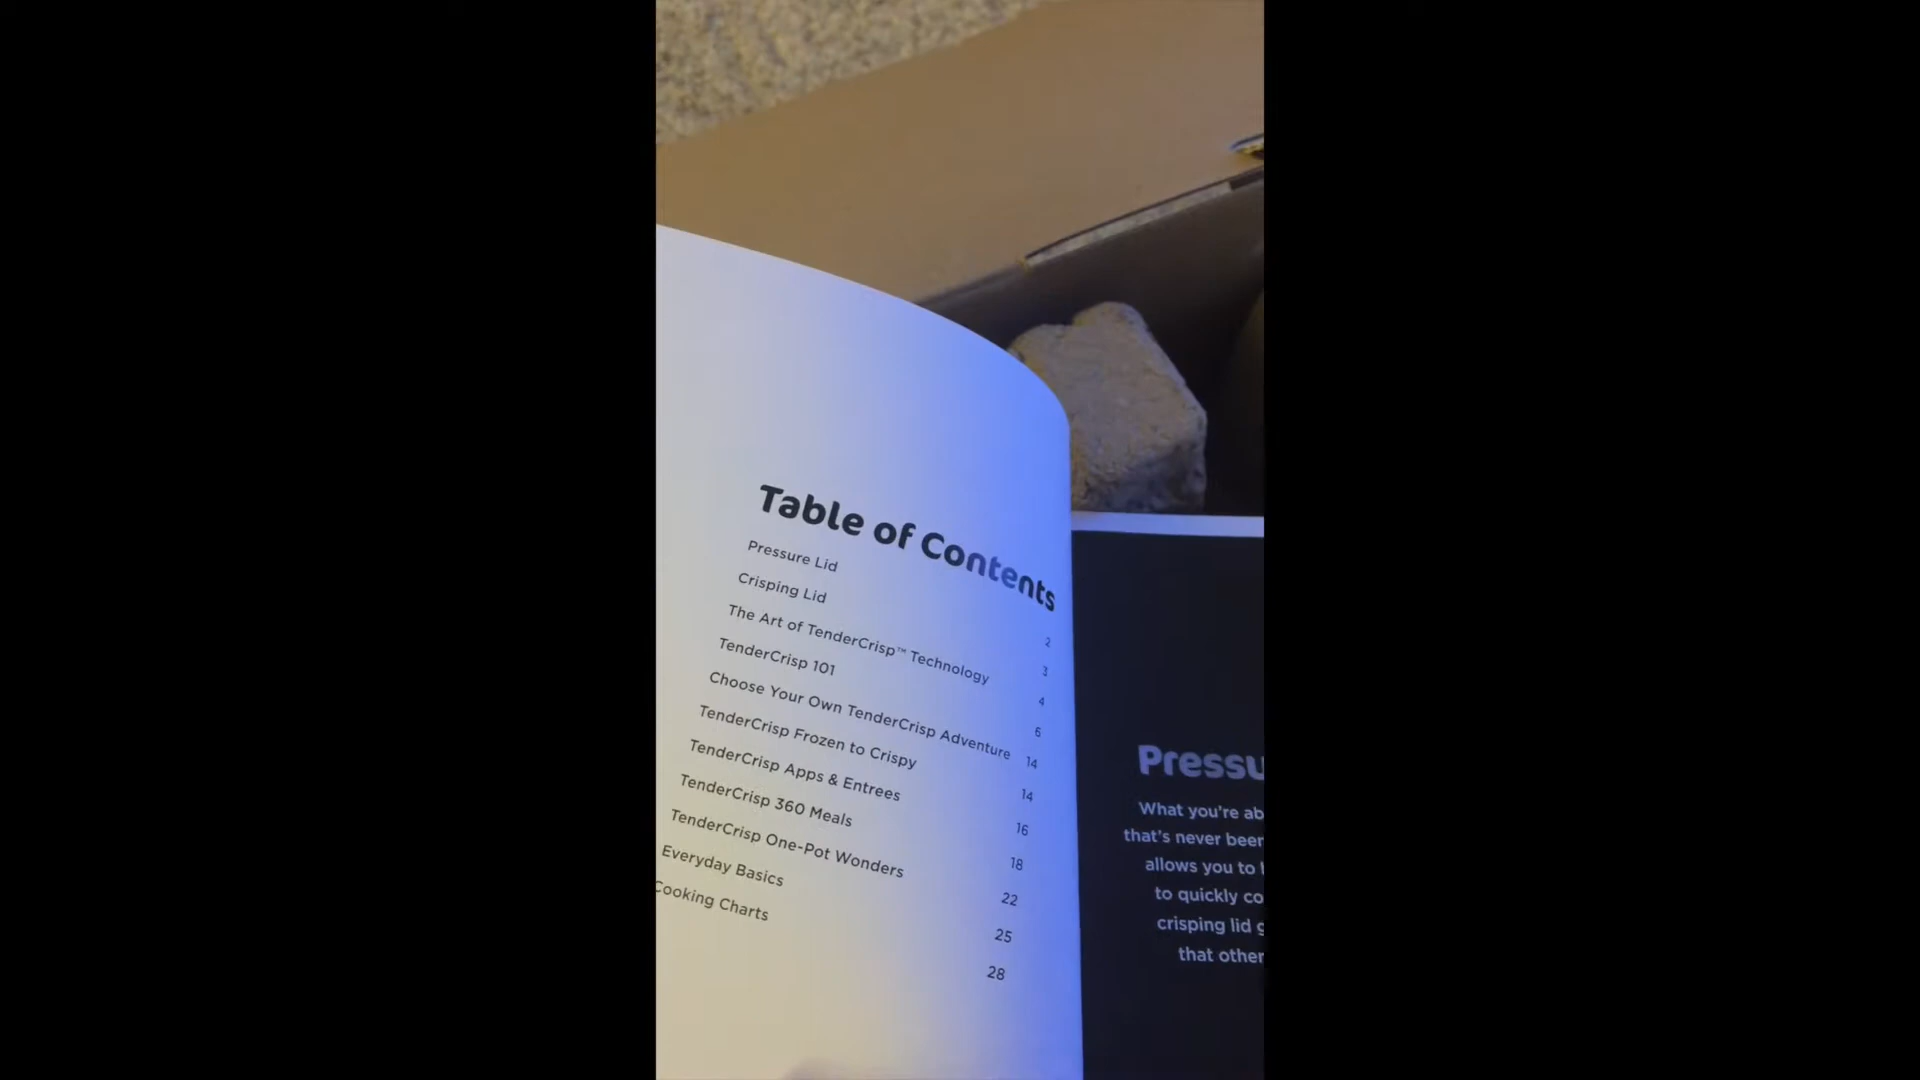 Table of Contents
Pressure Lid 2
Crisping Lid 3
The Art of TenderCrisp™ Technology 4
TenderCrisp 101 6
Choose Your Own TenderCrisp Adventure 14
TenderCrisp Frozen to Crispy 14
TenderCrisp Apps & Entrees 16
TenderCrisp 360 Meals 18
TenderCrisp One-Pot Wonders 22
Everyday Basics 25
Cooking Charts 28
Pressu
What you're ab
that's never been
allows you to
to quickly co
crisping lid
that other